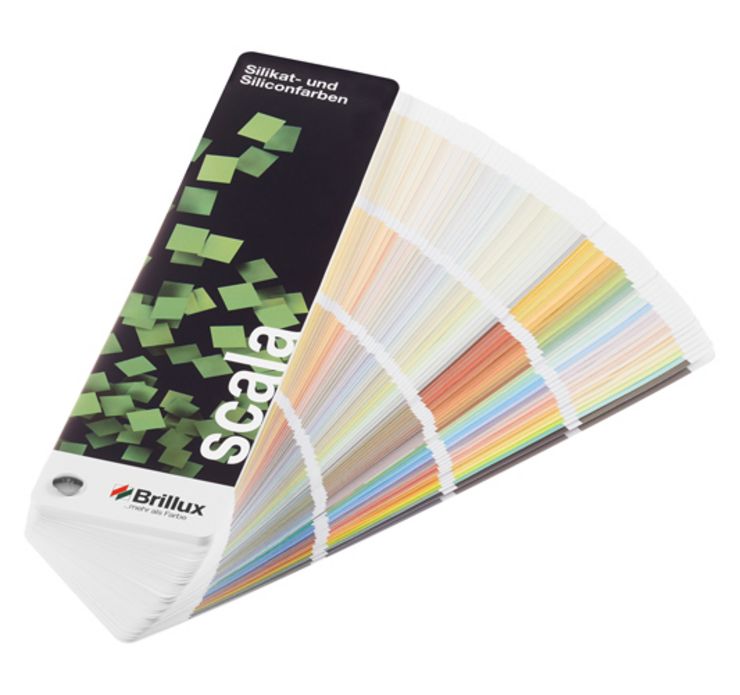 Silikat- und
Siliconfarben
scala
Brillux
...mehr als Farbe